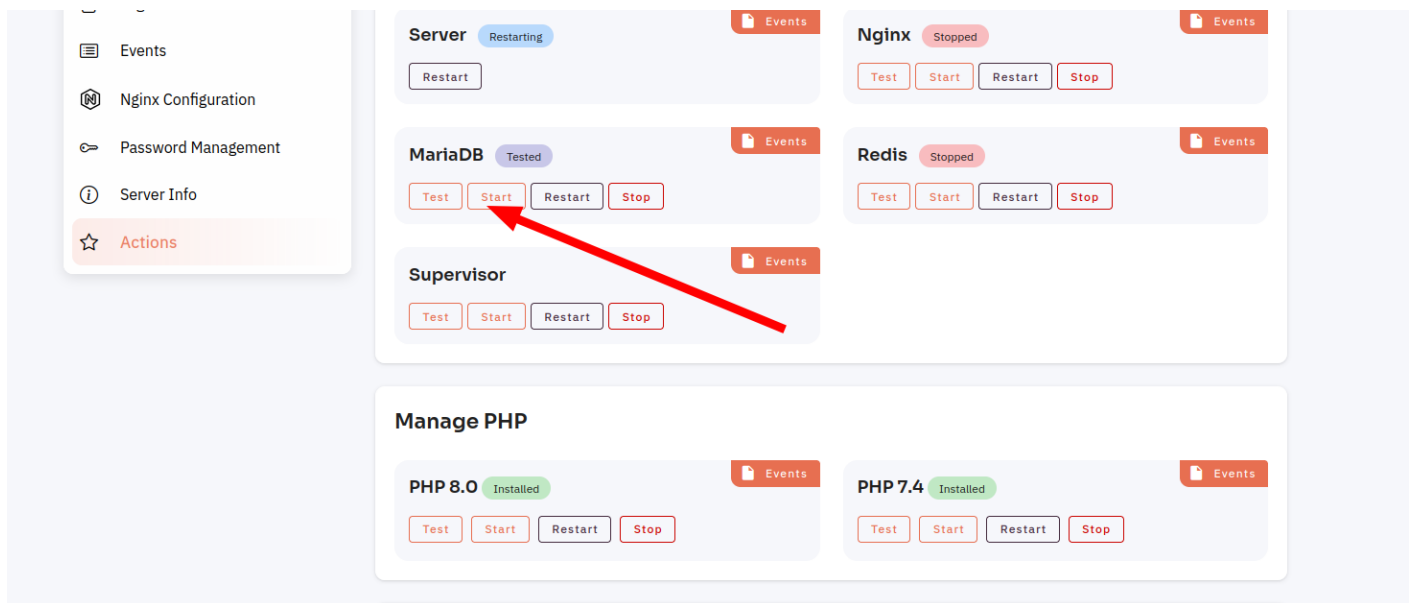 Events
Nginx Configuration
Password Management
Server Info
Actions
Server Restarting Events
Restart
Nginx Stopped Events
Test Start Restart Stop
MariaDB Tested Events
Test Start Restart Stop
Redis Stopped Events
Test Start Restart Stop
Supervisor Events
Test Start Restart Stop
Manage PHP
PHP 8.0 Installed Events
Test Start Restart Stop
PHP 7.4 Installed Events
Test Start Restart Stop